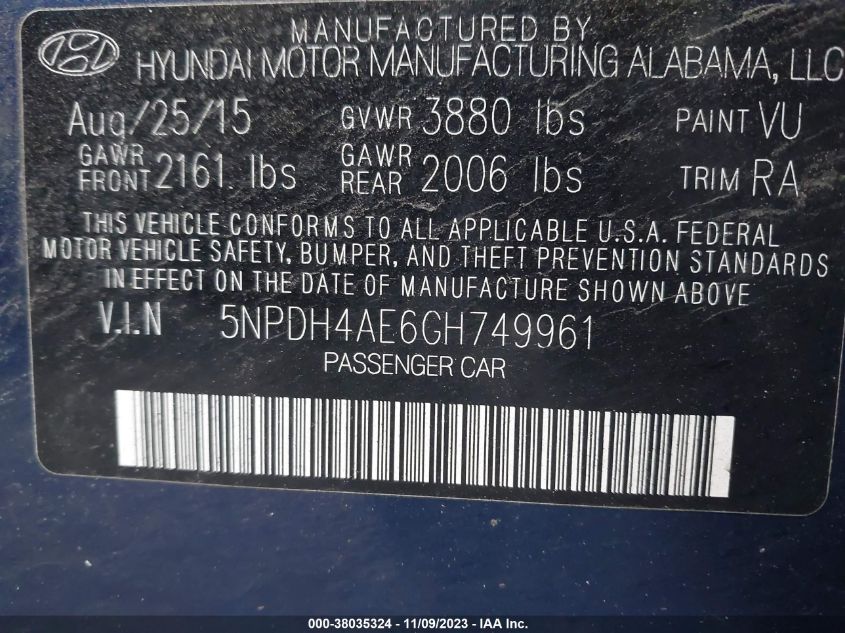 MANUFACTURED BY
HYUNDAI MOTOR MANUFACTURING ALABAMA, LLC
Aug/25/15 GVWR 3880 lbs PAINT VU
GAWR FRONT 2161 lbs GAWR REAR 2006 lbs TRIM RA
THIS VEHICLE CONFORMS TO ALL APPLICABLE U.S.A. FEDERAL
MOTOR VEHICLE SAFETY, BUMPER, AND THEFT PREVENTION STANDARDS
IN EFFECT ON THE DATE OF MANUFACTURE SHOWN ABOVE
V.I.N 5NPDH4AE6GH749961
PASSENGER CAR
000-38035324 - 11/09/2023 - IAA Inc.